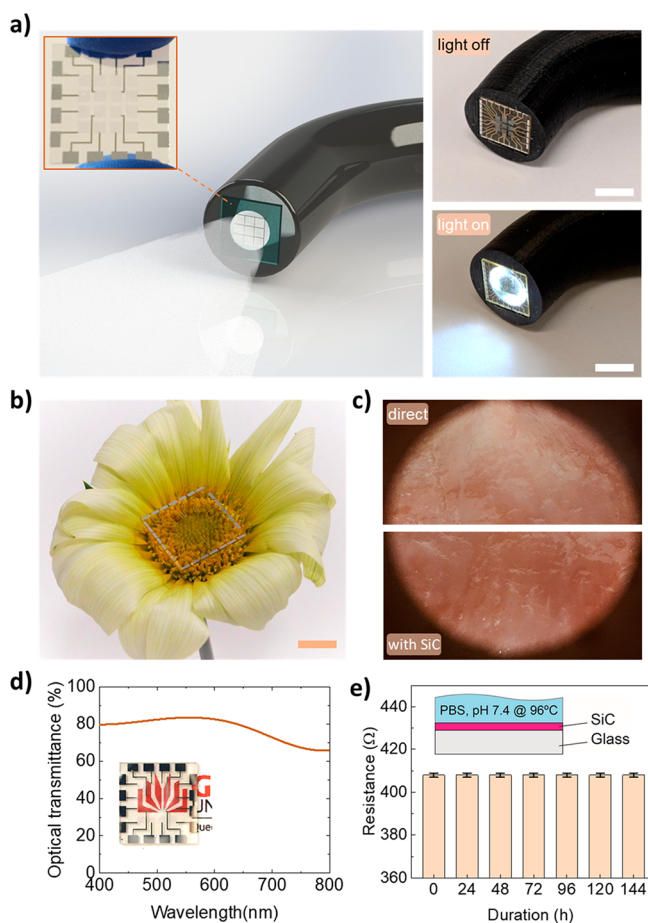 a)
light off
light on
b)
c)
direct
with SiC
d)
Optical transmittance (%)
100
80
60
40
20
0
400
500
600
700
800
Wavelength(nm)
G
UN
Que
e)
Resistance (Ω)
440
420
400
380
360
PBS, pH 7.4 @ 96°C
SiC
Glass
0
24
48
72
96
120
144
Duration (h)